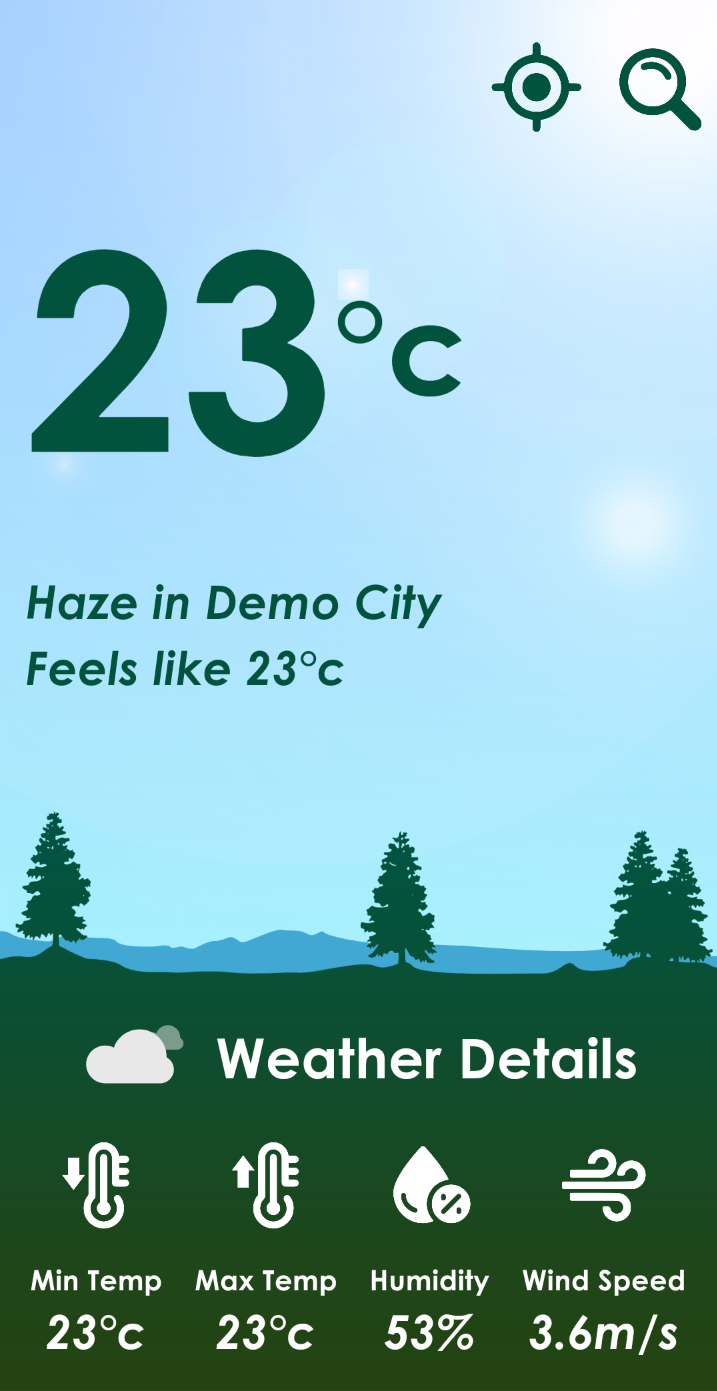 23°c
Haze in Demo City
Feels like 23°c
Weather Details
Min Temp Max Temp Humidity Wind Speed
23°c 23°c 53% 3.6m/s